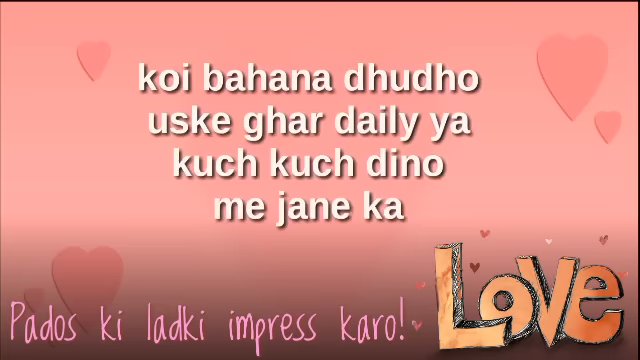 koi bahana dhudho
uske ghar daily ya
kuch kuch dino
me jane ka
Pados ki ladki impress karo!
Love